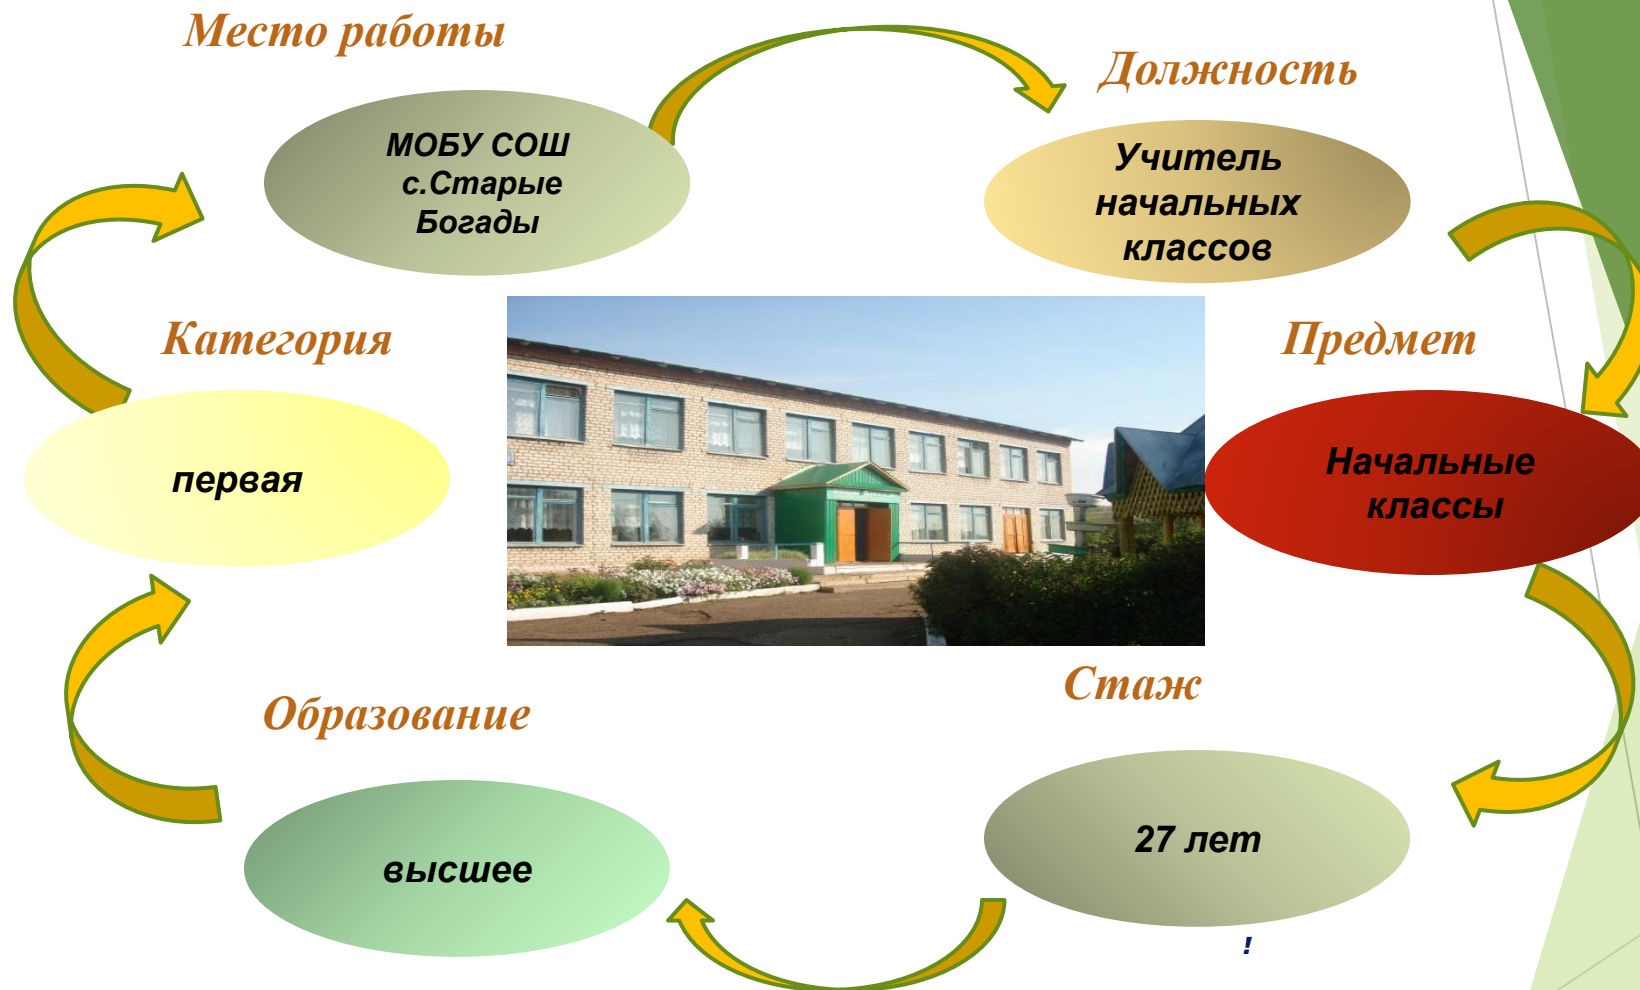 Место работы
МОБУ СОШ
с.Старые
Богады
Должность
Учитель
начальных
классов
Предмет
Начальные
классы
Стаж
27 лет
!
Образование
высшее
Категория
первая